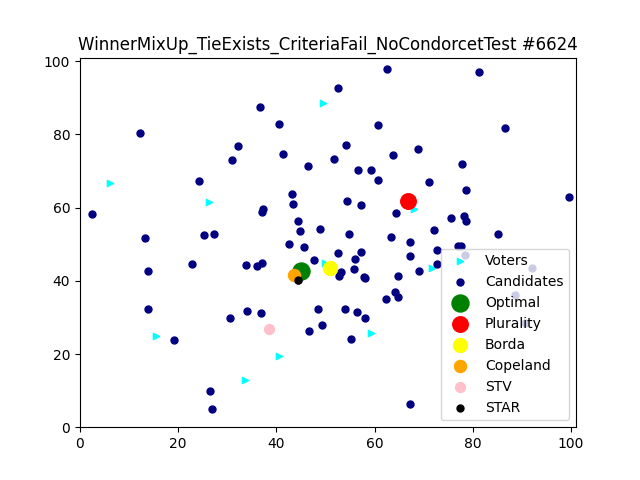 WinnerMixUp_TieExists_CriteriaFail_NoCondorcetTest #6624
100
80
60
40
20
0
0 20 40 60 80 100
Voters
Candidates
Optimal
Plurality
Borda
Copeland
STV
STAR